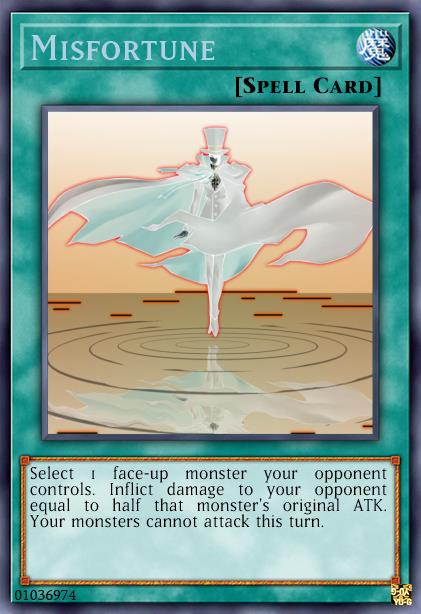 Misfortune
[Spell Card]
Select 1 face-up monster your opponent
controls. Inflict damage to your opponent
equal to half that monster's original ATK.
Your monsters cannot attack this turn.
01036974